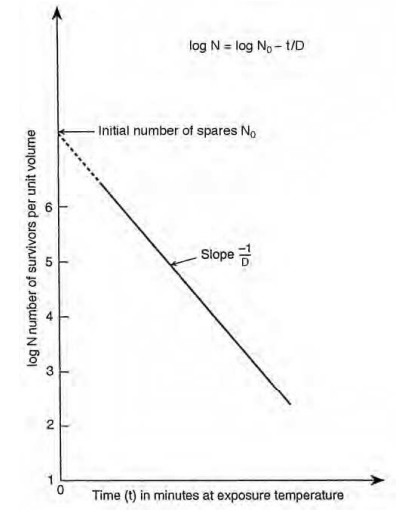 log N = log N₀ – t/D
Initial number of spares N₀
Slope –1/D
log N number of survivors per unit volume
6
5
4
3
2
1
0
Time (t) in minutes at exposure temperature